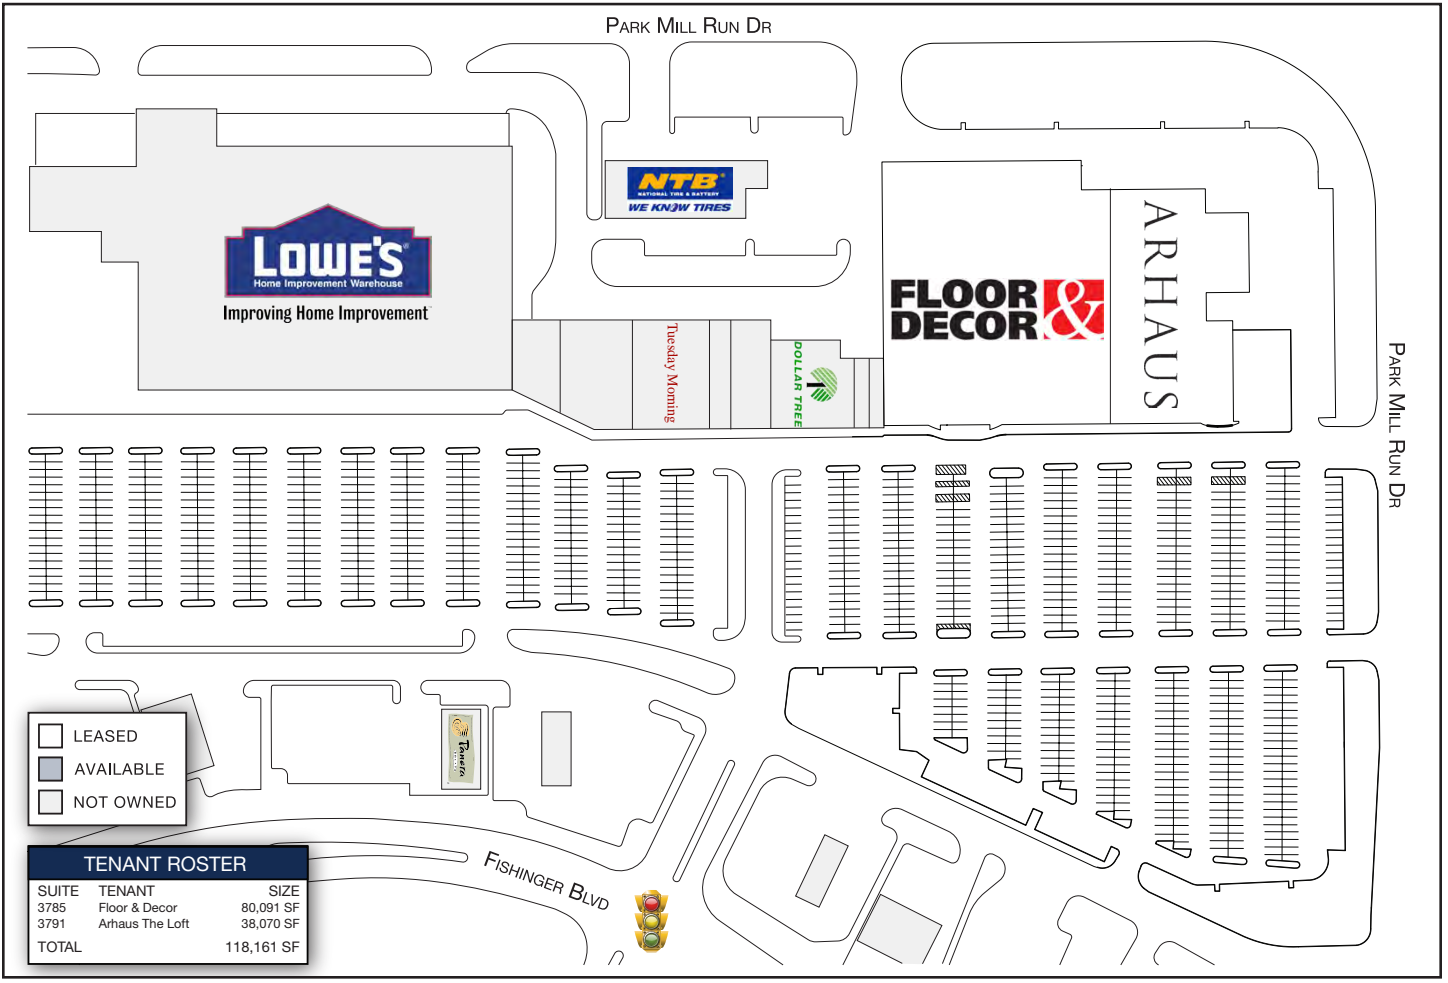 PARK MILL RUN DR
NTB
NATIONAL TIRE & BATTERY
WE KNOW TIRES
LOWE'S
Home Improvement Warehouse
Improving Home Improvement
Tuesday Morning
DOLLAR TREE
FLOOR &
DECOR
ARHAUS
PARK MILL RUN DR
Panera
LEASED
AVAILABLE
NOT OWNED
FISHINGER BLVD
TENANT ROSTER
SUITE TENANT SIZE
3785 Floor & Decor 80,091 SF
3791 Arhaus The Loft 38,070 SF
TOTAL 118,161 SF